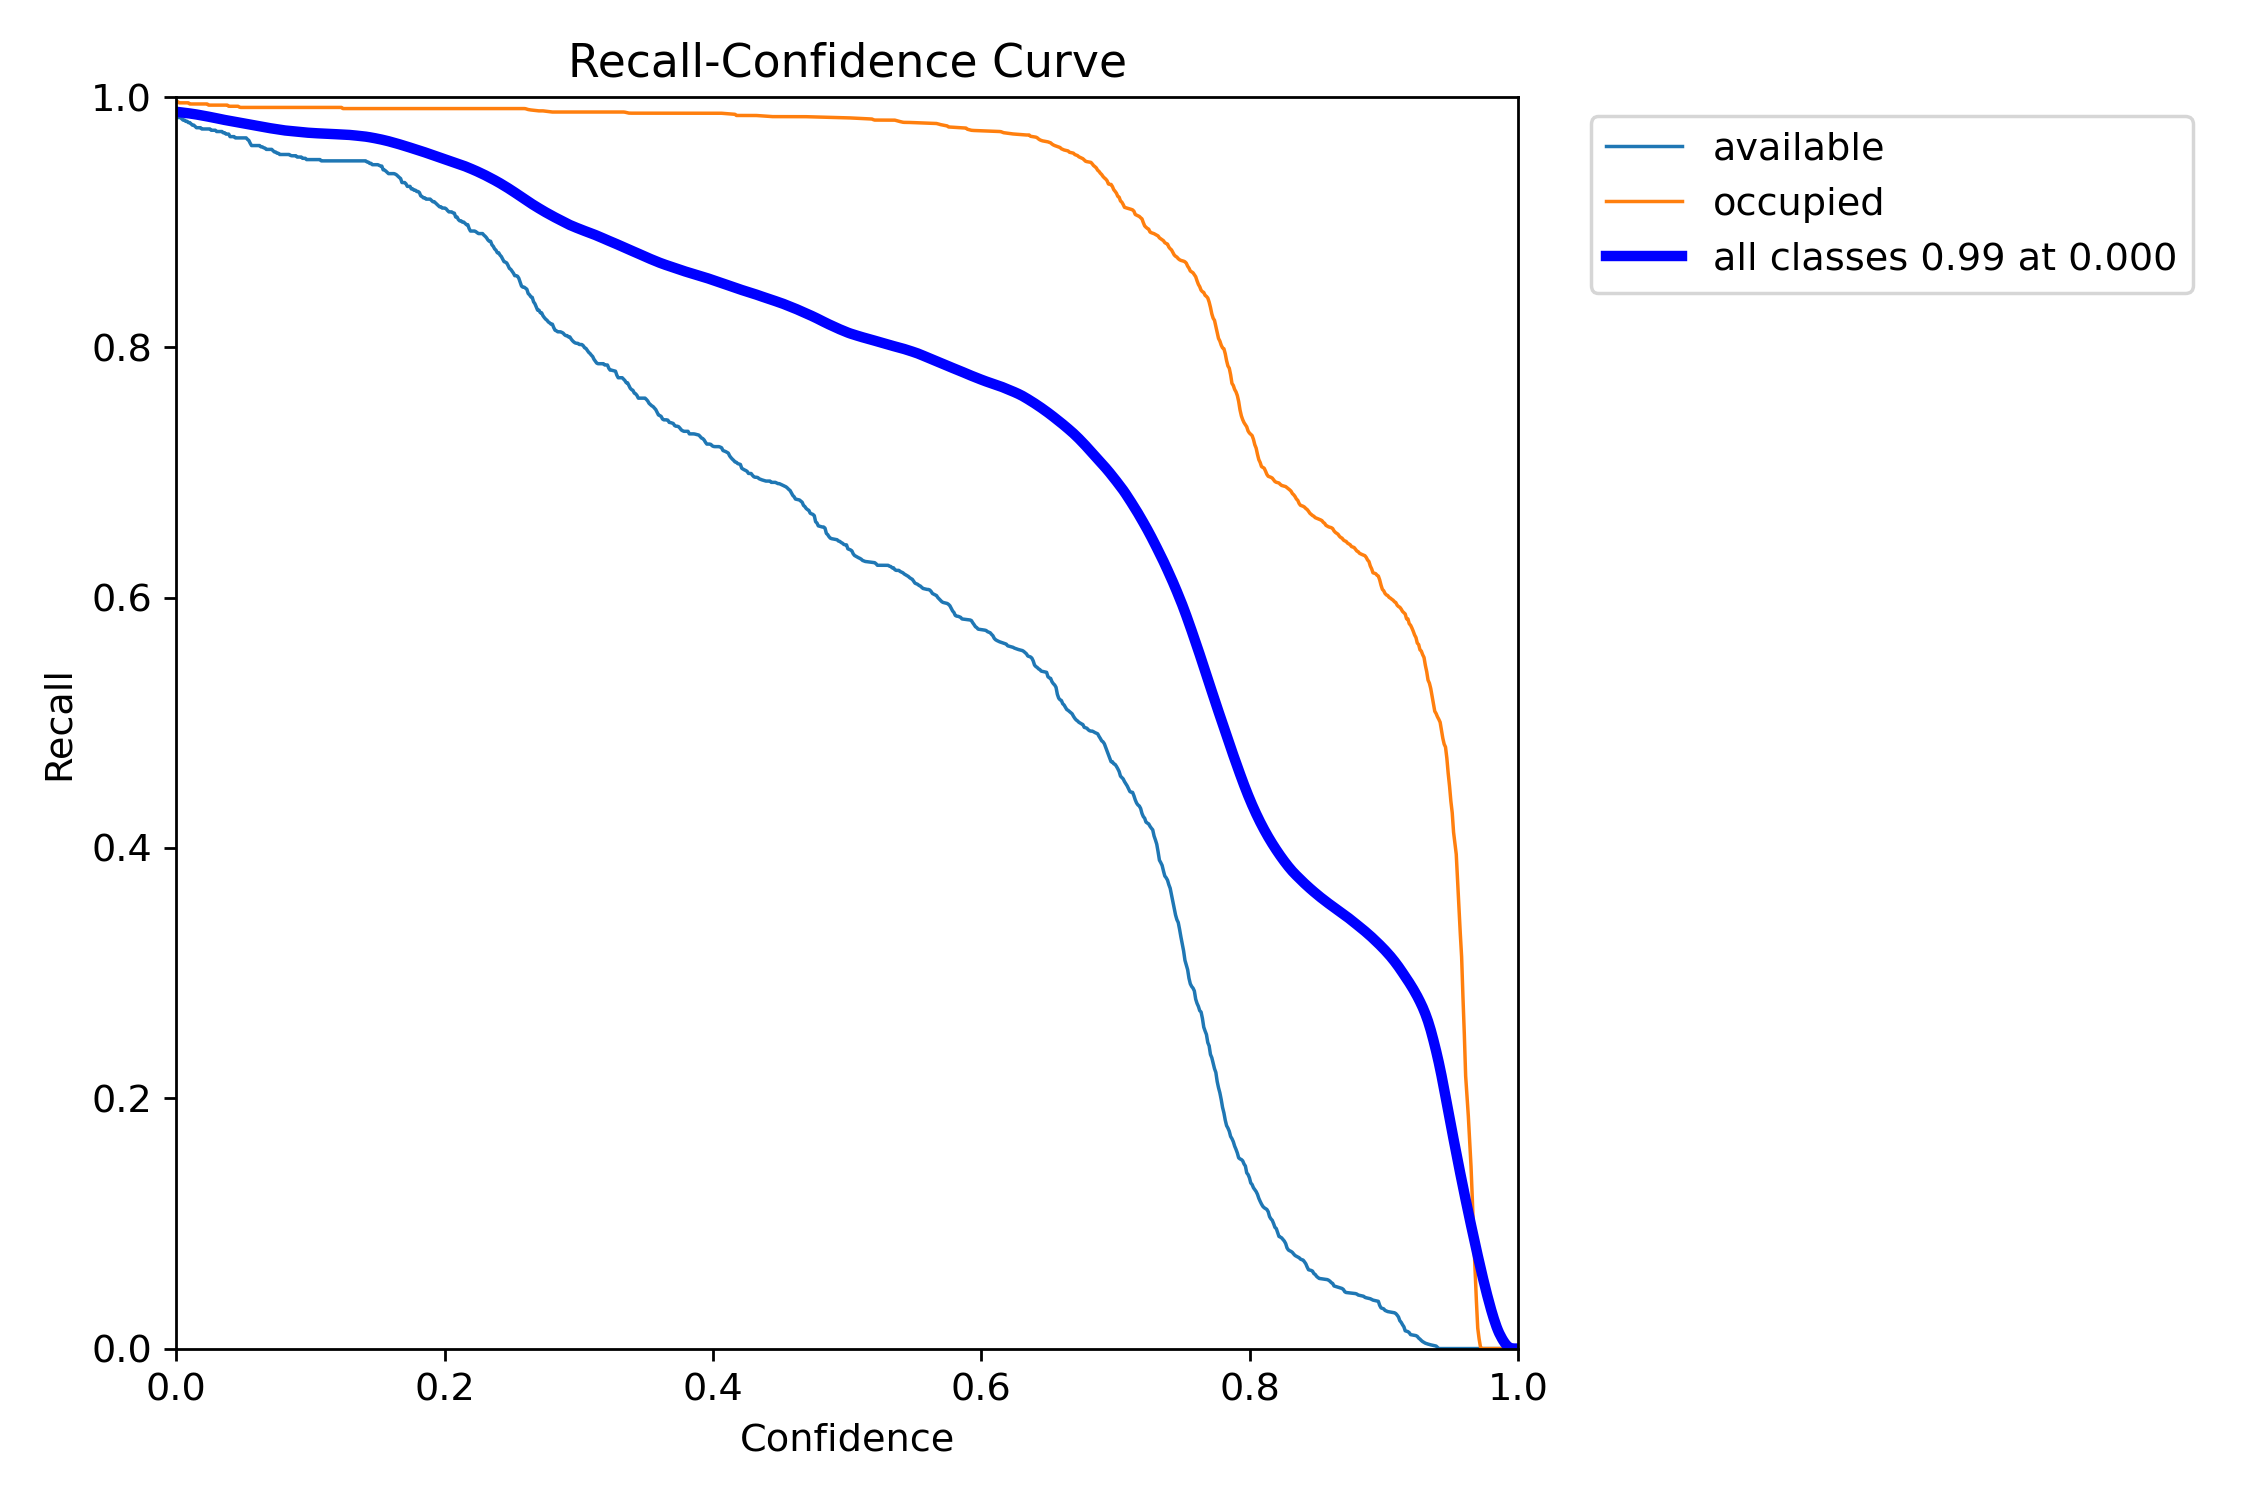 Recall-Confidence Curve
1.0
0.8
0.6
0.4
0.2
0.0
Recall
0.0 0.2 0.4 0.6 0.8 1.0
Confidence
available
occupied
all classes 0.99 at 0.000